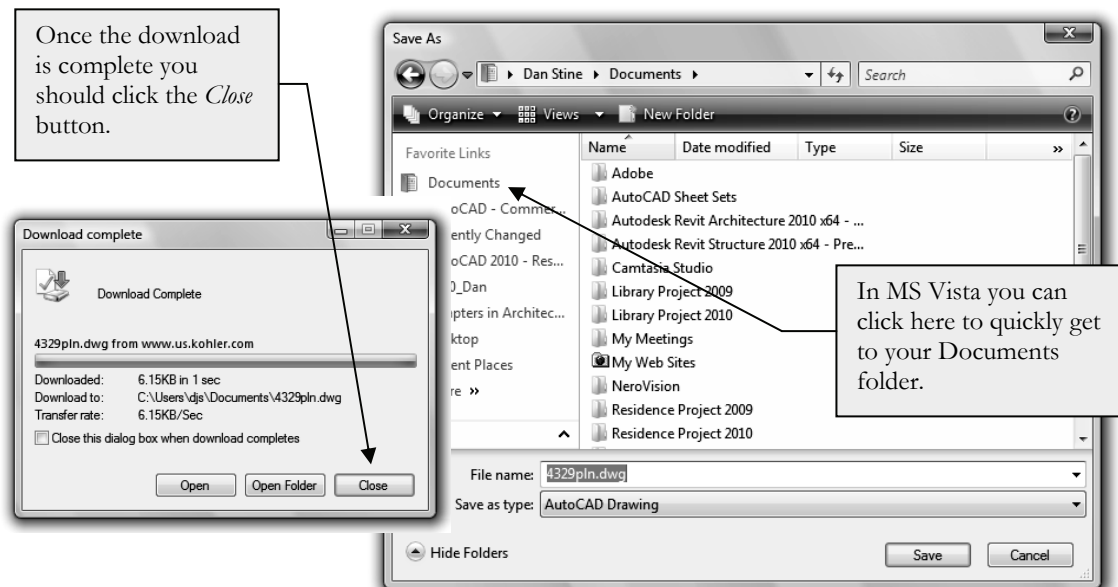 Once the download
is complete you
should click the Close
button.
Save As
Dan Stine Documents
Search
Organize Views New Folder
Favorite Links
Name Date modified Type Size »
Documents
oCAD - Commer...
ently Changed
oCAD 2010 - Res...
0_Dan
apters in Architec...
ktop
ent Places
re »
Adobe
AutoCAD Sheet Sets
Autodesk Revit Architecture 2010 x64 - ...
Autodesk Revit Structure 2010 x64 - Pre...
Camtasia Studio
Library Project 2009
Library Project 2010
My Meetings
My Web Sites
NeroVision
Residence Project 2009
Residence Project 2010
In MS Vista you can
click here to quickly get
to your Documents
folder.
Download complete
Download Complete
4329pln.dwg from www.us.kohler.com
Downloaded: 6.15KB in 1 sec
Download to: C:\Users\djs\Documents\4329pln.dwg
Transfer rate: 6.15KB/Sec
Close this dialog box when download completes
Open Open Folder Close
File name: 4329pln.dwg
Save as type: AutoCAD Drawing
Hide Folders Save Cancel